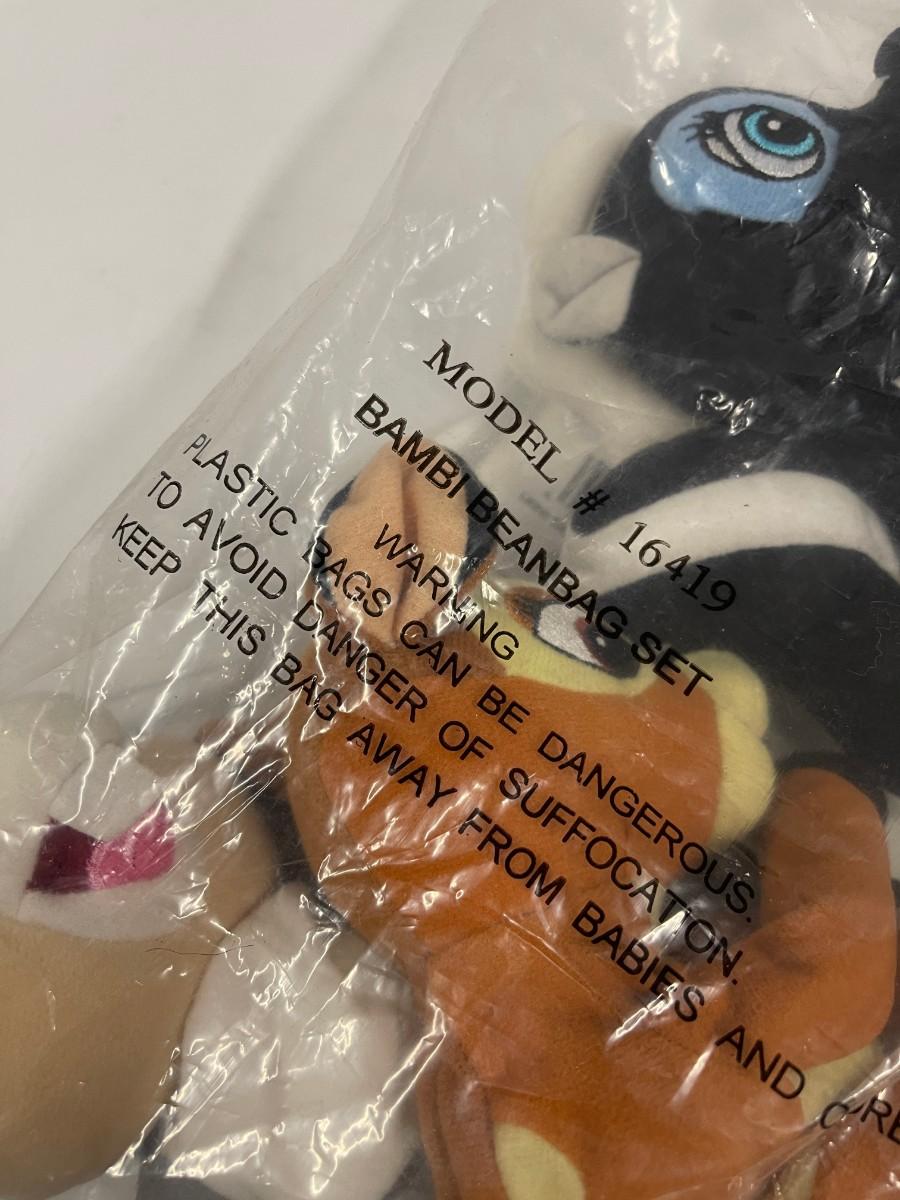 MODEL # 16419
BAMBI BEANBAG SET
WARNING
PLASTIC BAGS CAN BE DANGEROUS.
TO AVOID DANGER OF SUFFOCATION.
KEEP THIS BAG AWAY FROM BABIES AND